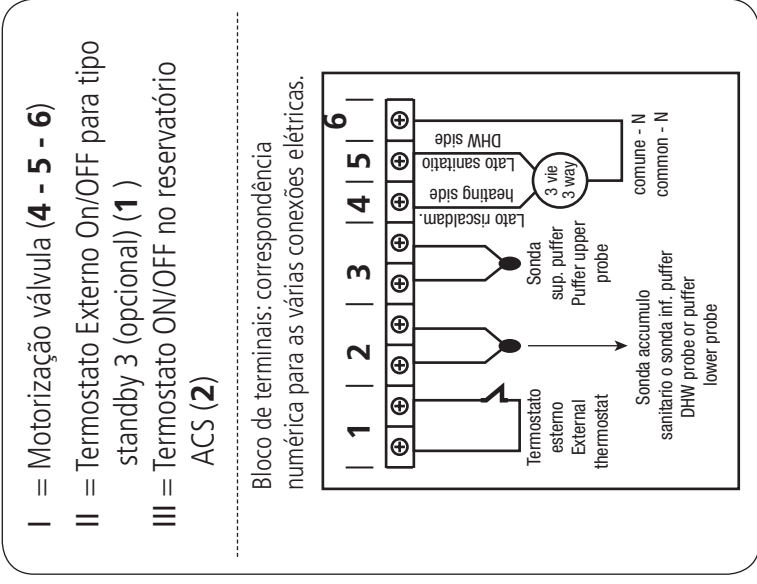 I = Motorização válvula (4 - 5 - 6)
II = Termostato Externo On/OFF para tipo
standby 3 (opcional) (1 )
III = Termostato ON/OFF no reservatório
ACS (2)
Bloco de terminais: correspondência
numérica para as várias conexões elétricas.
1 2 3 4 5 6
Lato riscaldam.
heating side
Lato sanitatio
DHW side
Termostato
esterno
External
thermostat
Sonda
sup. puffer
Puffer upper
probe
3 vie
3 way
comune - N
common - N
Sonda accumulo
sanitario o sonda inf. puffer
DHW probe or puffer
lower probe